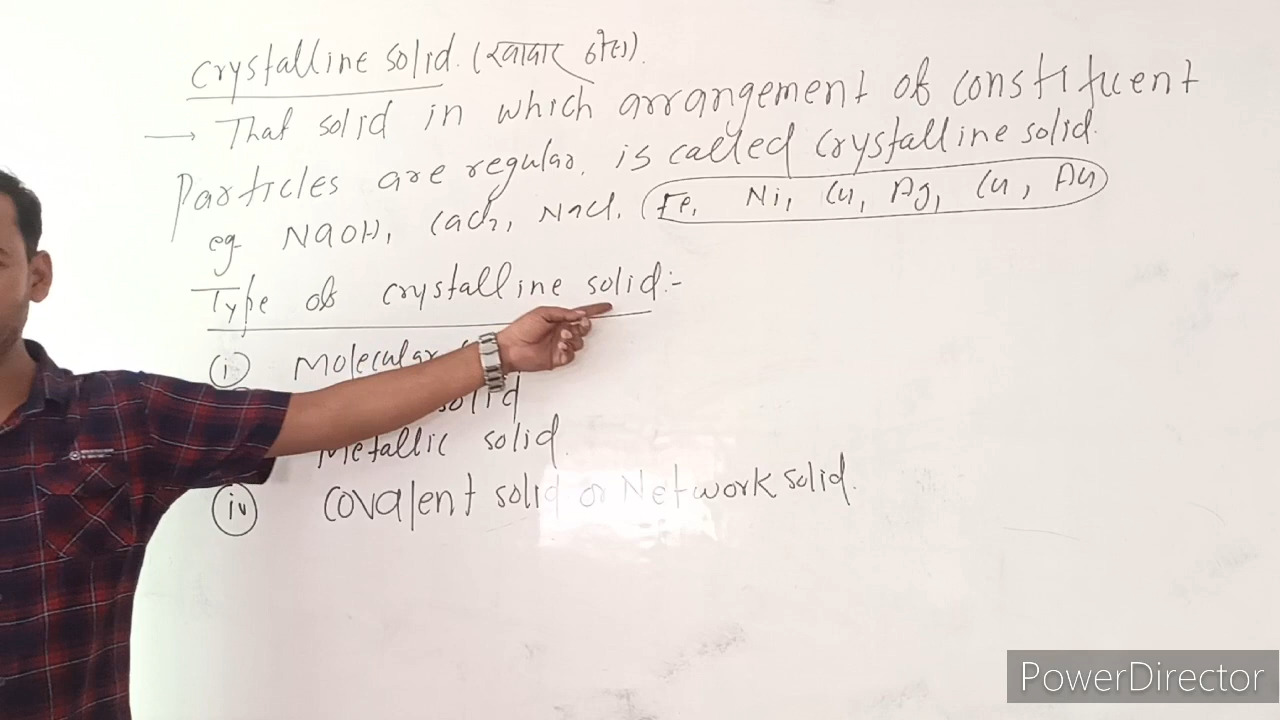 Crystalline solid. (रवादार ठोस).
→ That solid in which arrangement of constituent
Particles are regular, is called crystalline solid.
eg NaOH, CaCl₂, NaCl. Fe, Ni, Cu, Ag, Cu, Au
Type of crystalline solid:-
(i) Molecular
solid
Metallic solid.
(iv) Covalent solid or Network solid.
PowerDirector